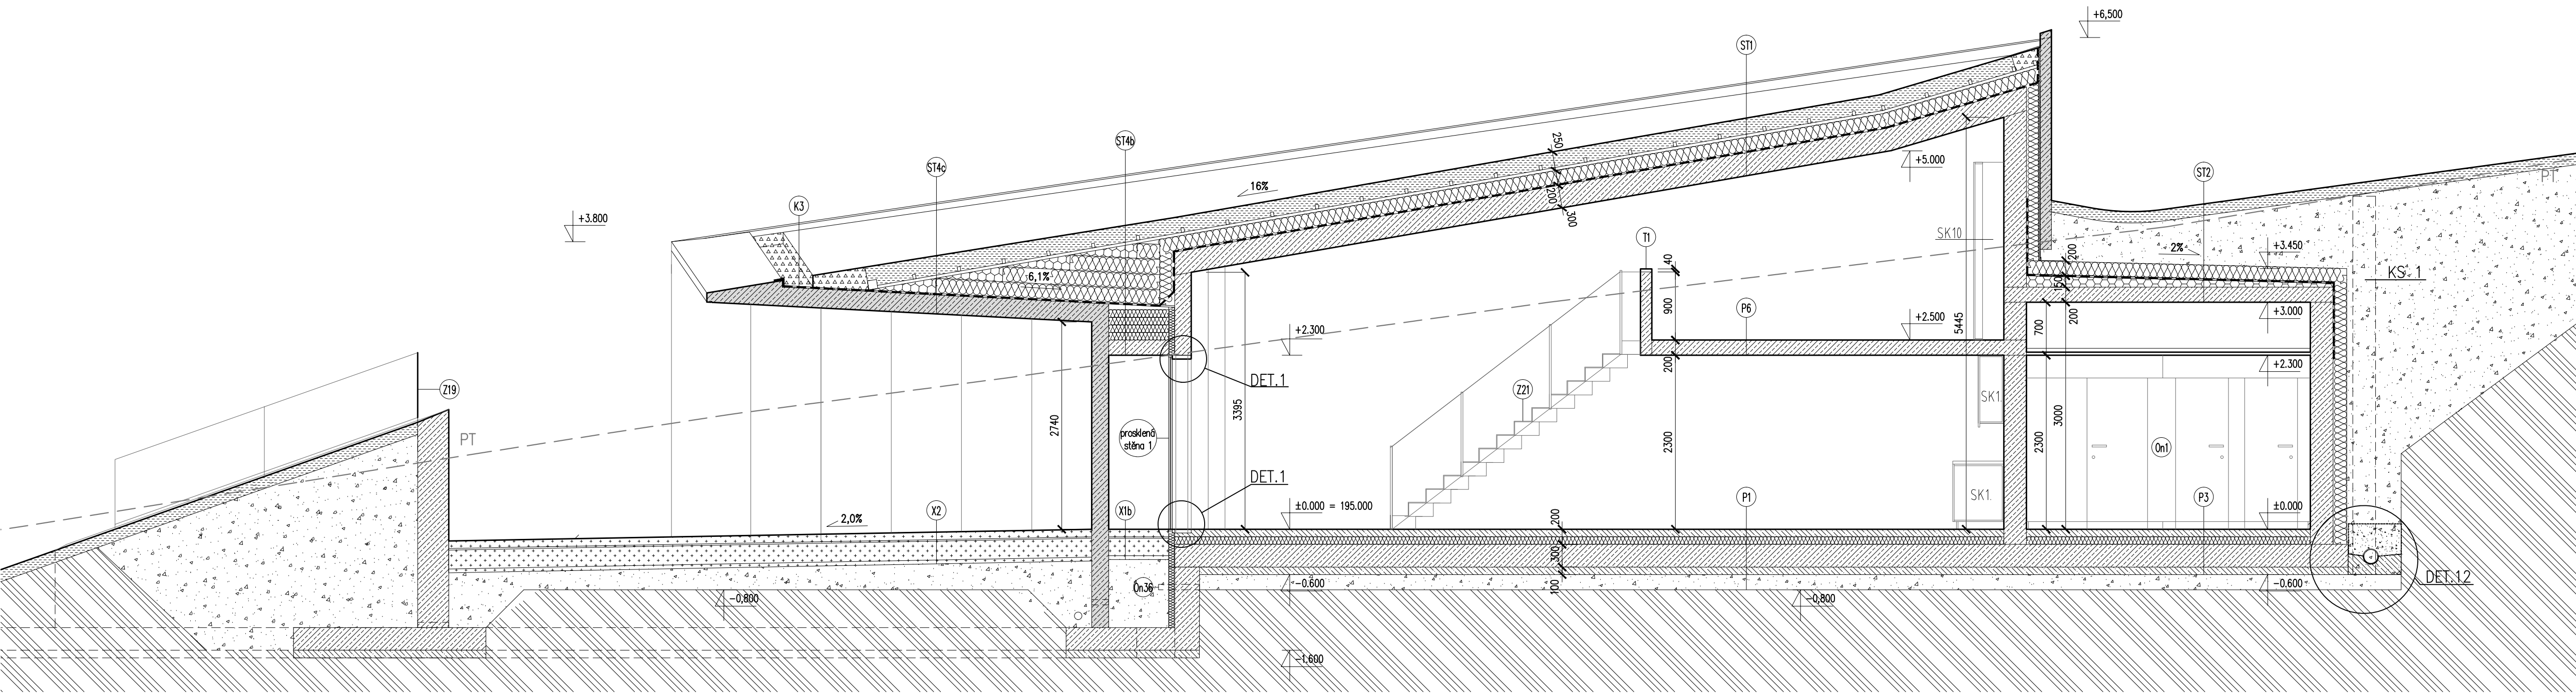 +6,500
ST1
ST4b
250
+5.000
ST4c
ST2
PT
16%
200
K3
300
+3.800
T1
SK10
2%
200
+3.450
40
KS 1
6,1%
150
900
P6
+2.500
5445
+3.000
700
200
+2.300
200
+2.300
DET.1
Z19
Z21
SK1.
3395
2740
3000
PT
prosklená
stěna 1
2300
2300
On1
DET.1
SK1.
P1
P3
X2
X1b
±0.000 = 195.000
±0.000
2,0%
200
300
On36
-0.600
100
-0.600
DET.12
-0,800
-0,800
-1,600